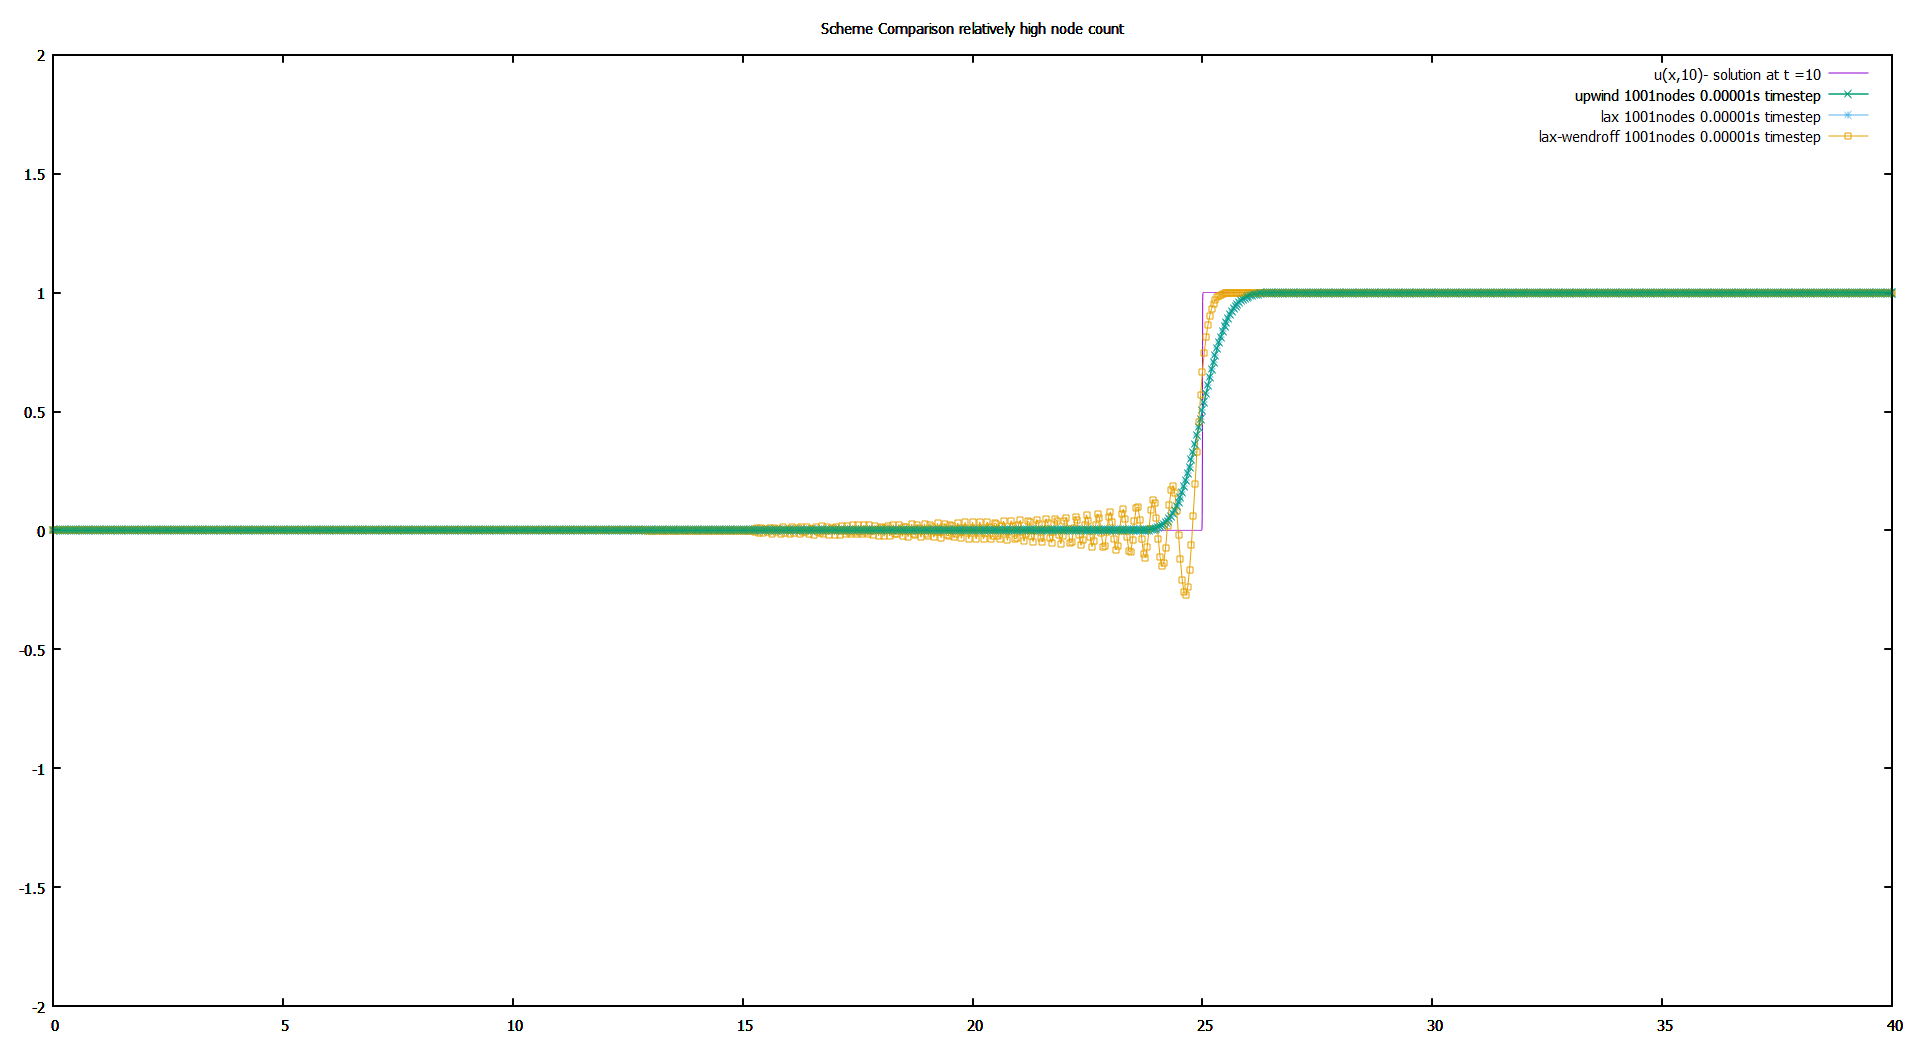 Scheme Comparison relatively high node count
u(x,10)- solution at t =10
upwind 1001nodes 0.00001s timestep
lax 1001nodes 0.00001s timestep
lax-wendroff 1001nodes 0.00001s timestep
2
1.5
1
0.5
0
-0.5
-1
-1.5
-2
0 5 10 15 20 25 30 35 40